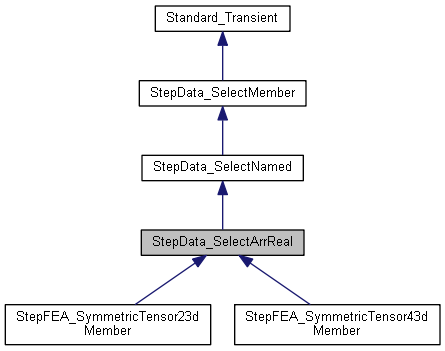 Standard_Transient
StepData_SelectMember
StepData_SelectNamed
StepData_SelectArrReal
StepFEA_SymmetricTensor23d
Member
StepFEA_SymmetricTensor43d
Member